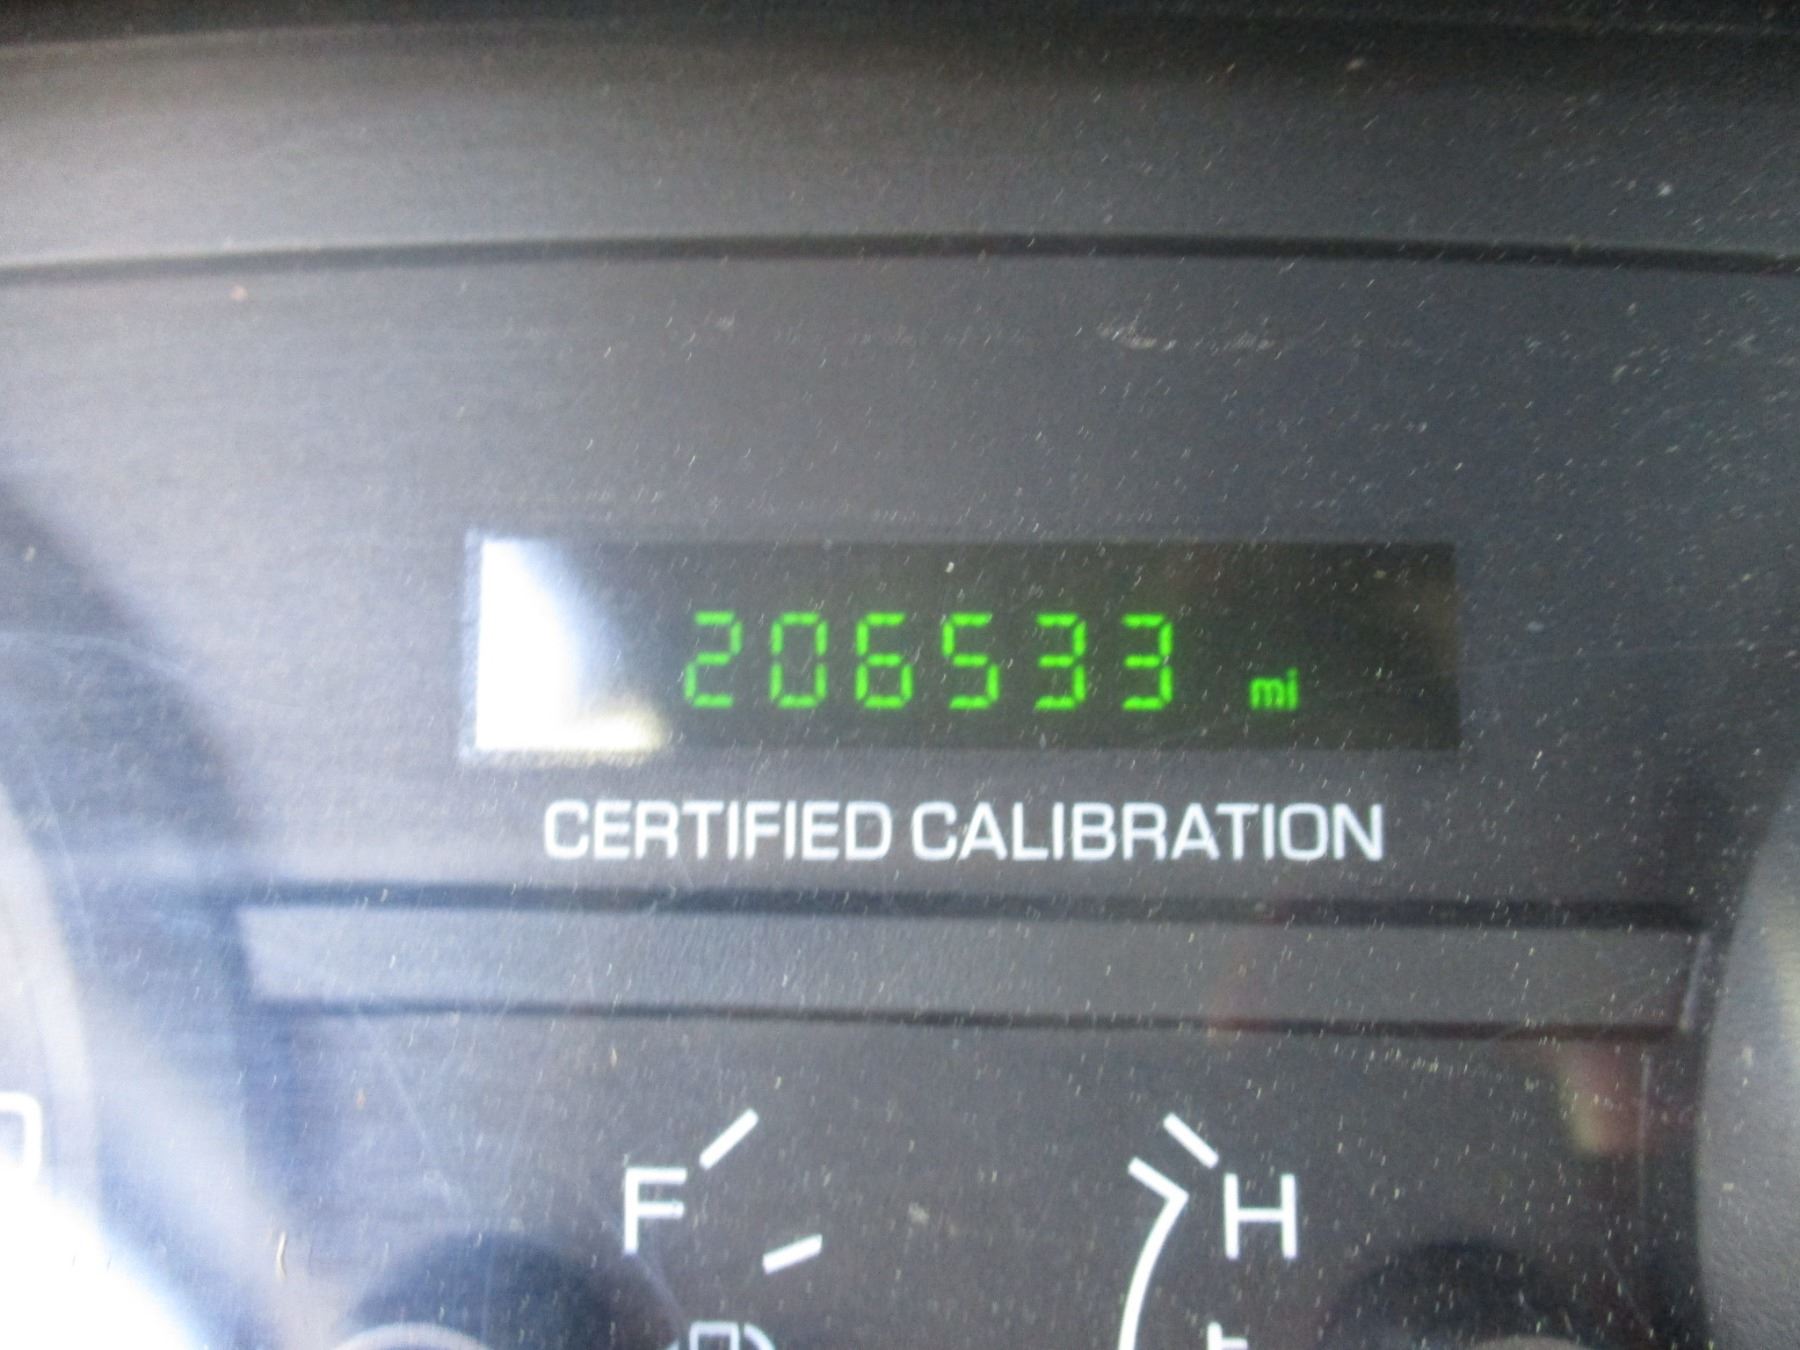 206533 mi
CERTIFIED CALIBRATION
F H